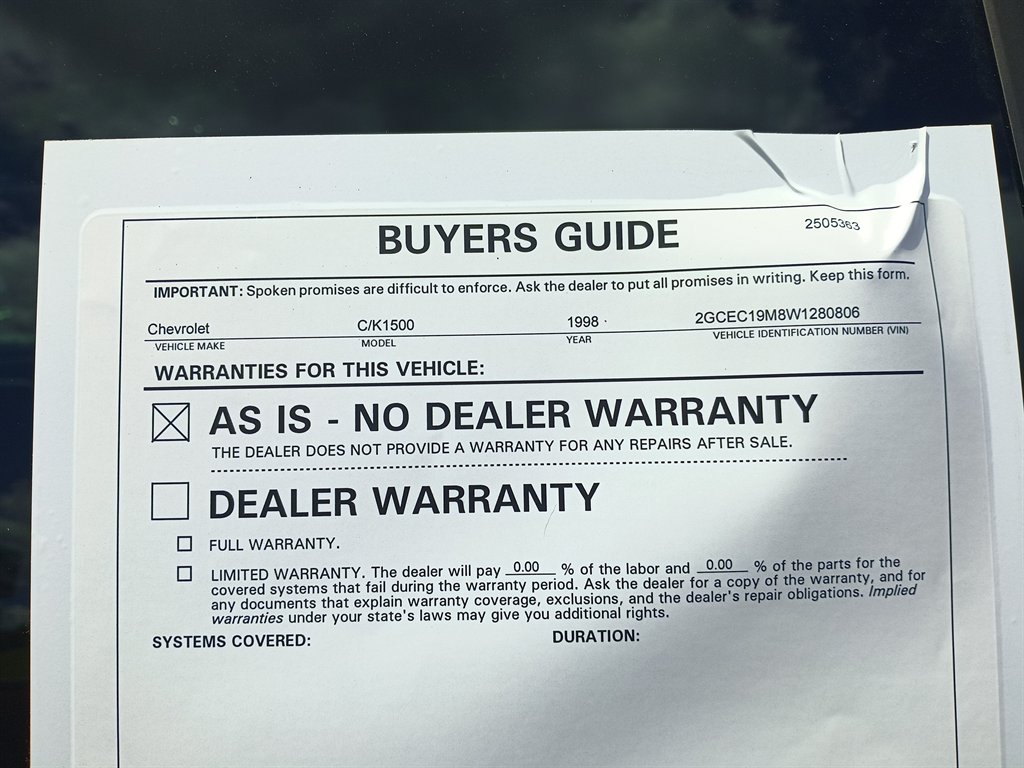 BUYERS GUIDE
2505363
IMPORTANT: Spoken promises are difficult to enforce. Ask the dealer to put all promises in writing. Keep this form.
Chevrolet C/K1500 1998 2GCEC19M8W1280806
VEHICLE MAKE MODEL YEAR VEHICLE IDENTIFICATION NUMBER (VIN)
WARRANTIES FOR THIS VEHICLE:
AS IS - NO DEALER WARRANTY
THE DEALER DOES NOT PROVIDE A WARRANTY FOR ANY REPAIRS AFTER SALE.
DEALER WARRANTY
FULL WARRANTY.
LIMITED WARRANTY. The dealer will pay 0.00 % of the labor and 0.00 % of the parts for the
covered systems that fail during the warranty period. Ask the dealer for a copy of the warranty, and for
any documents that explain warranty coverage, exclusions, and the dealer's repair obligations. Implied
warranties under your state's laws may give you additional rights.
SYSTEMS COVERED: DURATION: